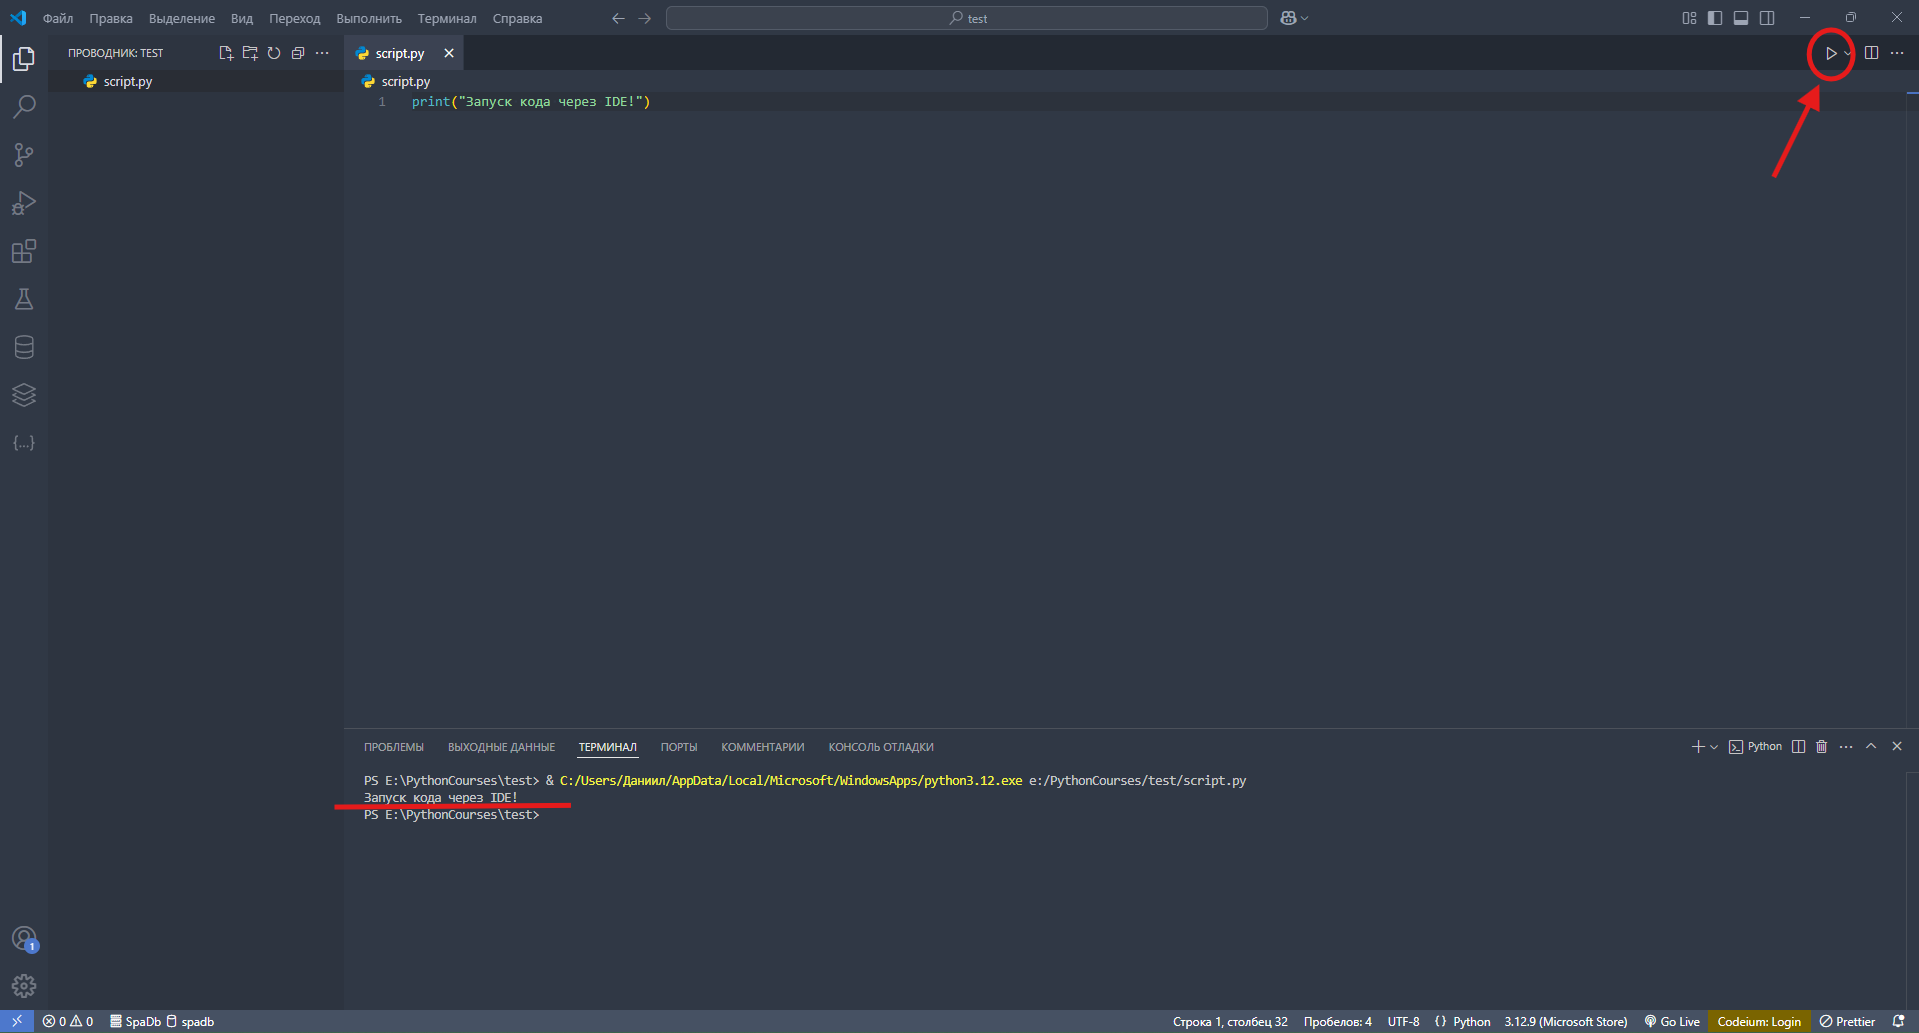 Файл Правка Выделение Вид Переход Выполнить Терминал Справка test
ПРОВОДНИК: TEST
script.py
script.py
script.py
1 print("Запуск кода через IDE!")
{...}
ПРОБЛЕМЫ ВЫХОДНЫЕ ДАННЫЕ ТЕРМИНАЛ ПОРТЫ КОММЕНТАРИИ КОНСОЛЬ ОТЛАДКИ Python
PS E:\PythonCourses\test> & C:/Users/Даниил/AppData/Local/Microsoft/WindowsApps/python3.12.exe e:/PythonCourses/test/script.py
Запуск кода через IDE!
PS E:\PythonCourses\test>
1
0 0 SpaDb spadb Строка 1, столбец 32 Пробелов: 4 UTF-8 {} Python 3.12.9 (Microsoft Store) Go Live Codeium: Login Prettier